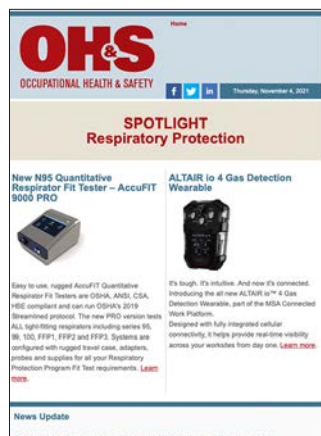 Home
OH&S
OCCUPATIONAL HEALTH & SAFETY
f in
Thursday, November 4, 2021
SPOTLIGHT
Respiratory Protection
New N95 Quantitative
Respirator Fit Tester – AccuFIT
9000 PRO
Easy to use, rugged AccuFIT Quantitative
Respirator Fit Testers are OSHA, ANSI, CSA,
HSE compliant and can run OSHA's 2019
Streamlined protocol. The new PRO version tests
ALL tight-fitting respirators including series 95,
99, 100, FFP1, FFP2 and FFP3. Systems are
configured with rugged travel case, adapters,
probes and supplies for all your Respiratory
Protection Program Fit Test requirements. Learn
more.
ALTAIR io 4 Gas Detection
Wearable
It's tough. It's intuitive. And now it's connected.
Introducing the all new ALTAIR io™ 4 Gas
Detection Wearable, part of the MSA Connected
Work Platform.
Designed with fully integrated cellular
connectivity, it helps provide real-time visibility
across your worksites from day one. Learn more.
News Update